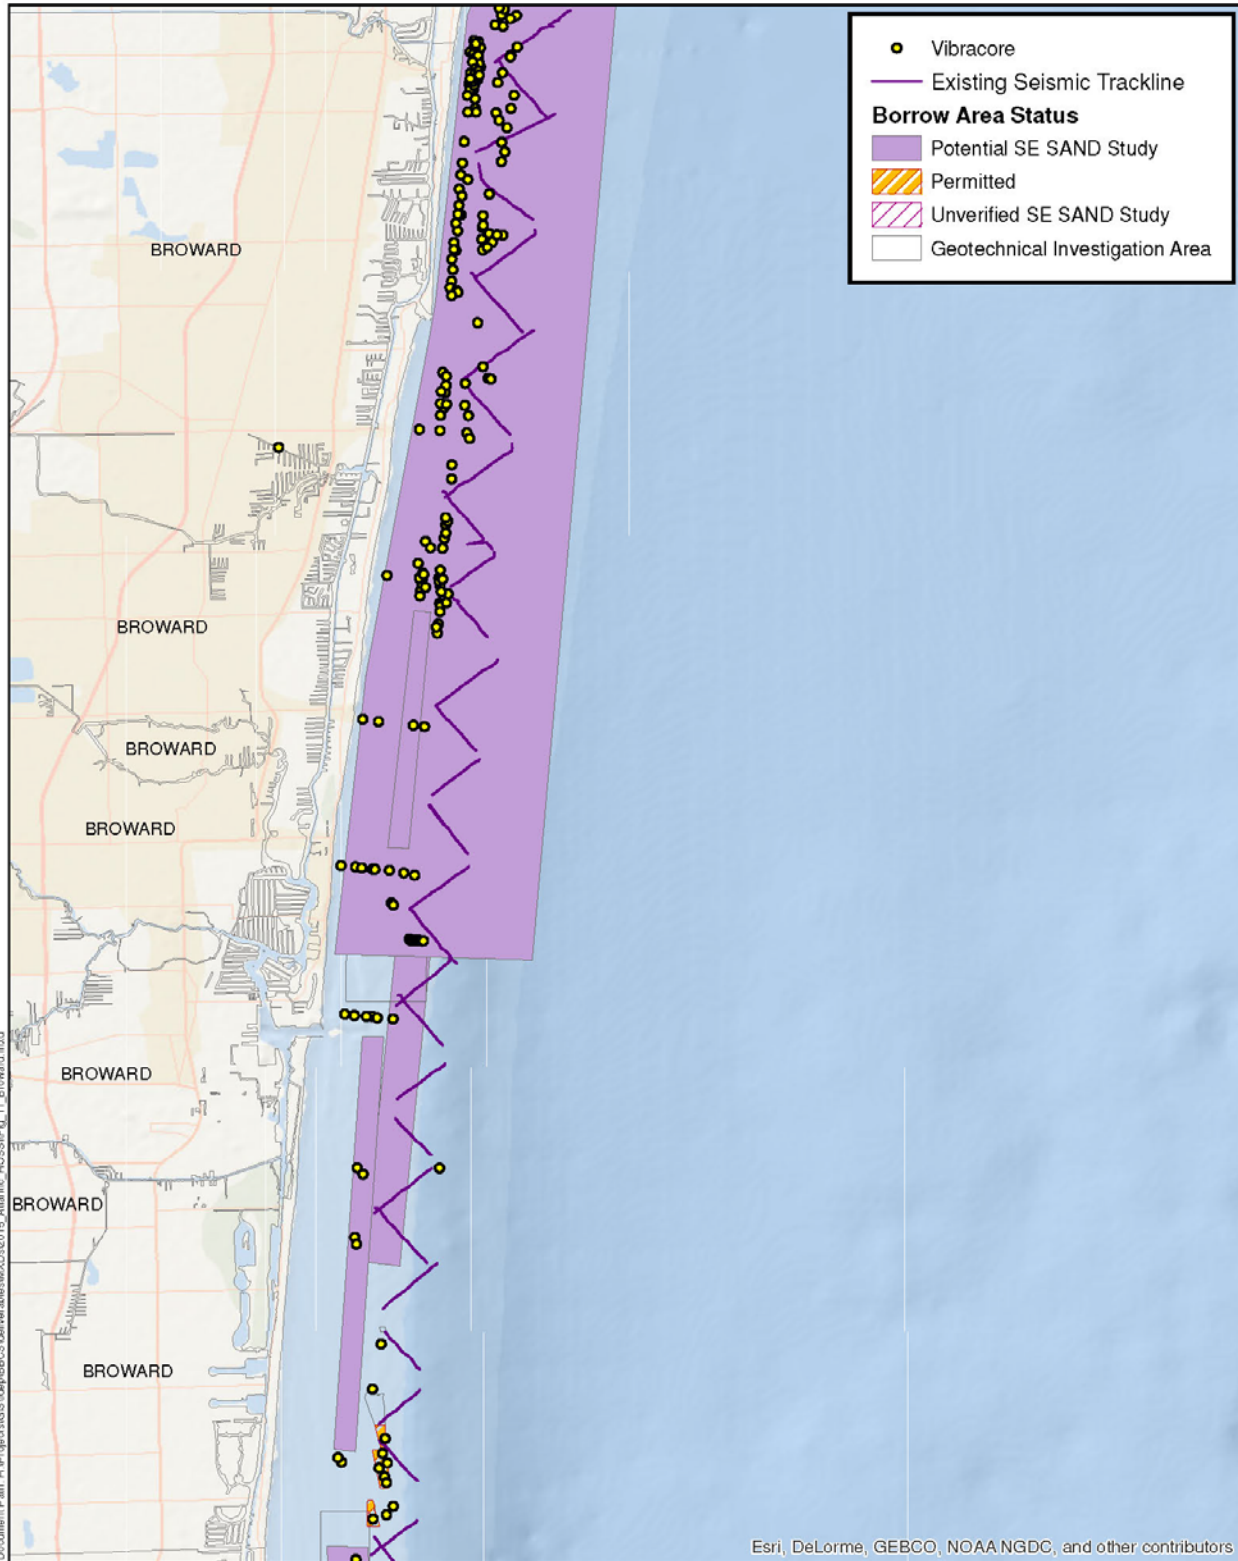 Vibracore
Existing Seismic Trackline
Borrow Area Status
Potential SE SAND Study
Permitted
Unverified SE SAND Study
Geotechnical Investigation Area
BROWARD
BROWARD
BROWARD
BROWARD
BROWARD
BROWARD
BROWARD
Esri, DeLorme, GEBCO, NOAA NGDC, and other contributors